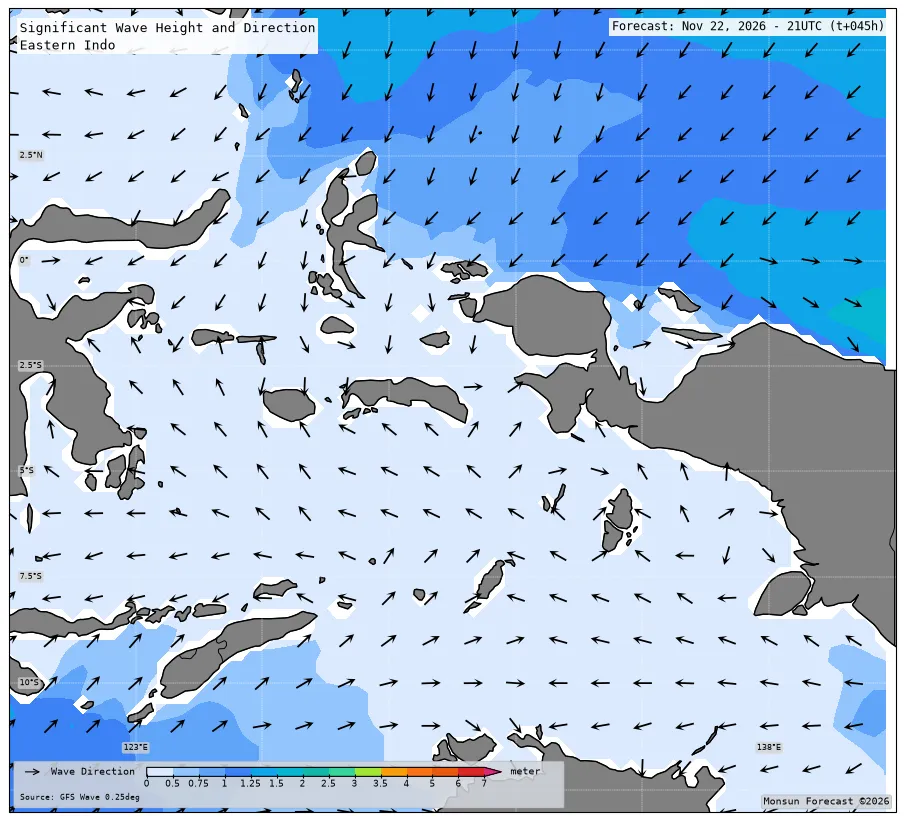 Significant Wave Height and Direction
Eastern Indo
Forecast: Nov 22, 2026 - 21UTC (t+045h)
2.5°N
0°
2.5°S
5°S
7.5°S
10°S
123°E
138°E
Wave Direction
meter
0 0.5 0.75 1 1.25 1.5 2 2.5 3 3.5 4 5 6 7
Source: GFS Wave 0.25deg
Monsun Forecast ©2026